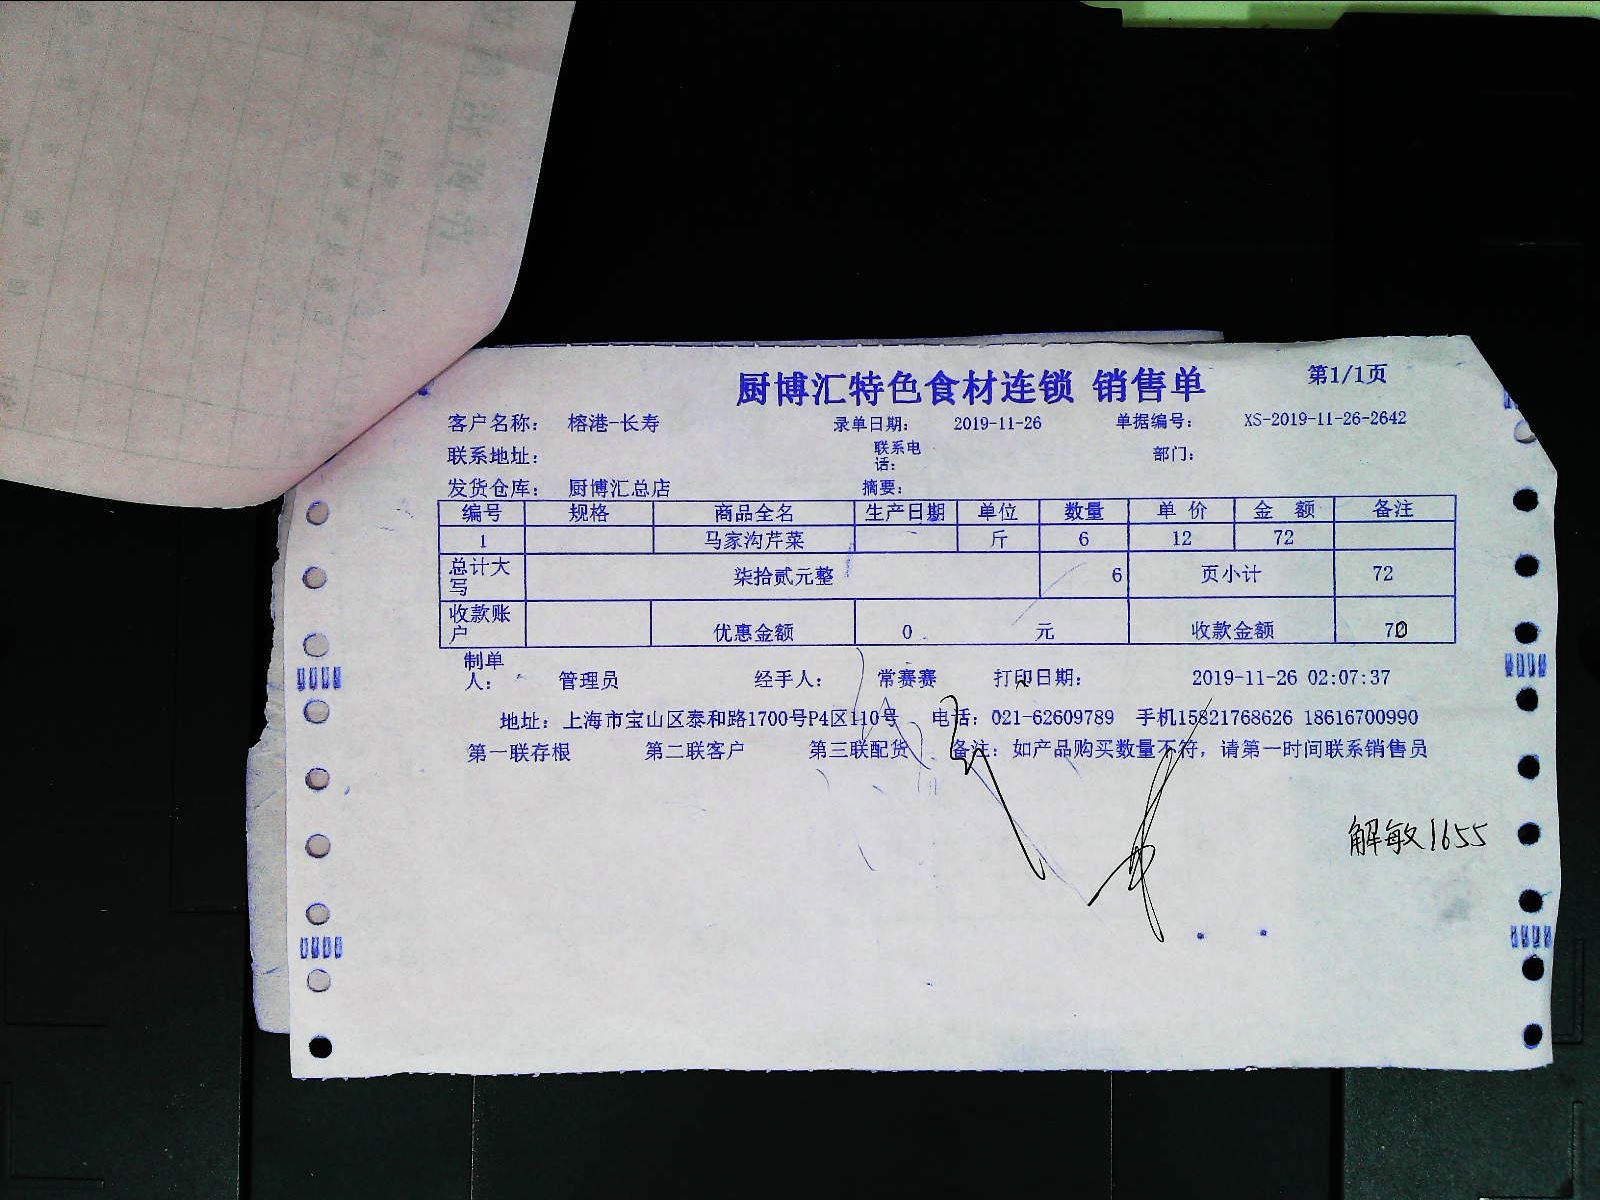 厨博汇特色食材连锁 销售单 第1/1页
客户名称： 榕港-长寿 录单日期： 2019-11-26 单据编号： XS-2019-11-26-2642
联系地址： 联系电话： 部门：
发货仓库： 厨博汇总店 摘要：
编号 规格 商品全名 生产日期 单位 数量 单 价 金 额 备注
1 马家沟芹菜 斤 6 12 72
总计大写 柒拾贰元整 6 页小计 72
收款账户 优惠金额 0 元 收款金额 70
制单人： 管理员 经手人： 常赛赛 打印日期： 2019-11-26 02:07:37
地址：上海市宝山区泰和路1700号P4区110号 电话：021-62609789 手机15821768626 18616700990
第一联存根 第二联客户 第三联配货 备注：如产品购买数量不符，请第一时间联系销售员
解敏1655